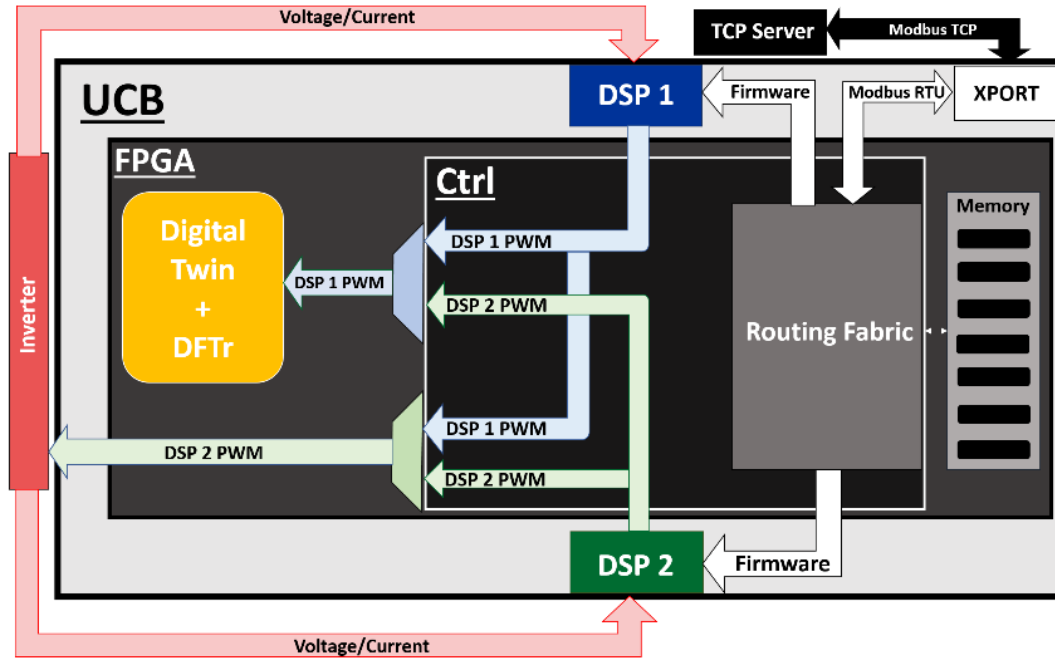 Voltage/Current
TCP Server
Modbus TCP
UCB
DSP 1
Firmware
Modbus RTU
XPORT
FPGA
Ctrl
Memory
Digital
Twin
+
DFTr
DSP 1 PWM
DSP 1 PWM
DSP 2 PWM
Routing Fabric
Inverter
DSP 1 PWM
DSP 2 PWM
DSP 2 PWM
DSP 2
Firmware
Voltage/Current